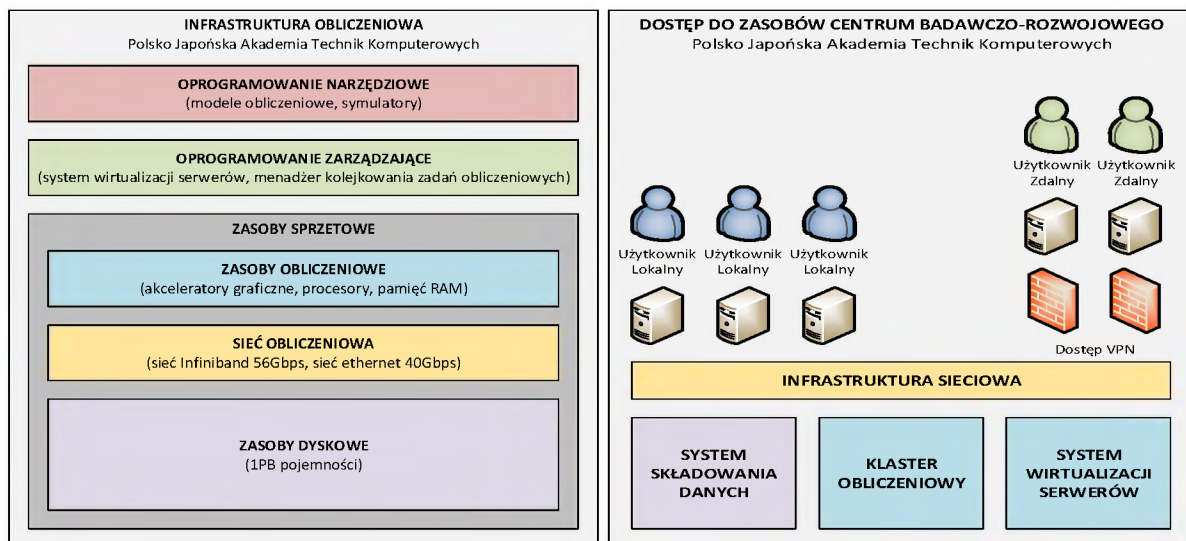 INFRASTRUKTURA OBLICZENIOWA
Polsko Japońska Akademia Technik Komputerowych
OPROGRAMOWANIE NARZĘDZIOWE
(modele obliczeniowe, symulatory)
OPROGRAMOWANIE ZARZĄDZAJĄCE
(system wirtualizacji serwerów, menadżer kolejkowania zadań obliczeniowych)
ZASOBY SPRZETOWE
ZASOBY OBLICZENIOWE
(akceleratory graficzne, procesory, pamięć RAM)
SIEĆ OBLICZENIOWA
(sieć Infiniband 56Gbps, sieć ethernet 40Gbps)
ZASOBY DYSKOWE
(1PB pojemności)
DOSTĘP DO ZASOBÓW CENTRUM BADAWCZO-ROZWOJOWEGO
Polsko Japońska Akademia Technik Komputerowych
Użytkownik
Zdalny
Użytkownik
Zdalny
Użytkownik
Lokalny
Użytkownik
Lokalny
Użytkownik
Lokalny
Dostęp VPN
INFRASTRUKTURA SIECIOWA
SYSTEM
SKŁADOWANIA
DANYCH
KLASTER
OBLICZENIOWY
SYSTEM
WIRTUALIZACJI
SERWERÓW